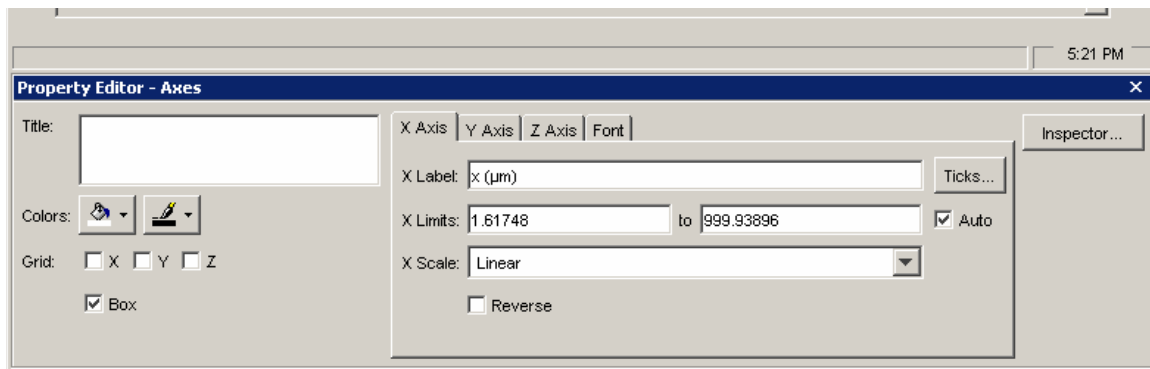 5:21 PM
Property Editor - Axes
Title:
X Axis Y Axis Z Axis Font
Inspector...
X Label: x (µm) Ticks...
Colors:
X Limits: 1.61748 to 999.93896 Auto
Grid: X Y Z
X Scale: Linear
Box
Reverse